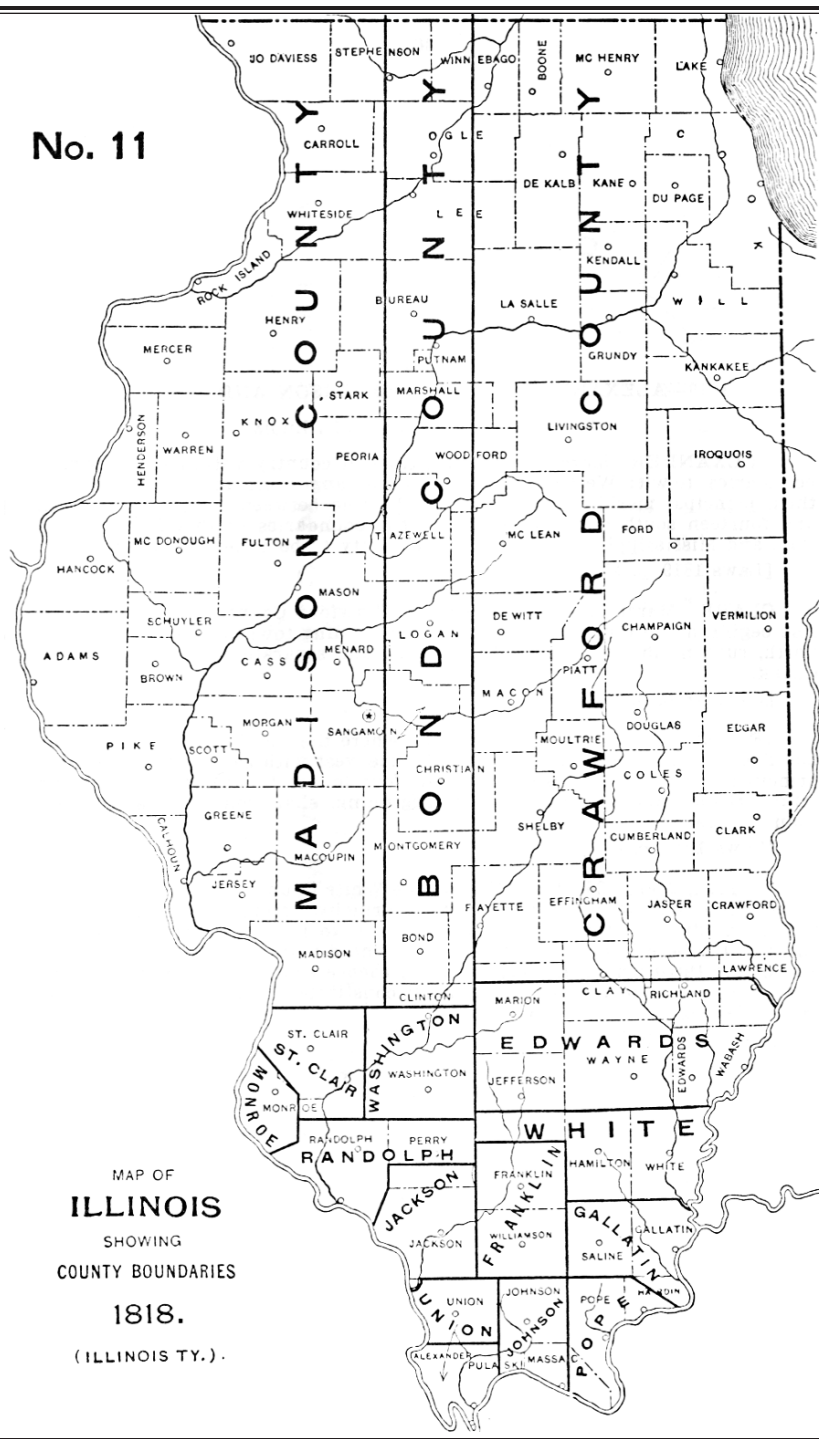 No. 11
JO DAVIESS
STEPHENSON
WINNEBAGO
BOONE
MC HENRY
LAKE
CARROLL
OGLE
DE KALB
KANE
COOK
DU PAGE
WHITESIDE
LEE
KENDALL
ROCK ISLAND
HENRY
BUREAU
LA SALLE
WILL
MERCER
PUTNAM
GRUNDY
KANKAKEE
STARK
MARSHALL
HENDERSON
WARREN
KNOX
PEORIA
WOODFORD
LIVINGSTON
IROQUOIS
HANCOCK
MC DONOUGH
FULTON
TAZEWELL
MC LEAN
FORD
MASON
SCHUYLER
LOGAN
DE WITT
CHAMPAIGN
VERMILION
ADAMS
BROWN
CASS
MENARD
PIATT
MACON
PIKE
SCOTT
MORGAN
SANGAMON
MOULTRIE
DOUGLAS
EDGAR
CHRISTIAN
COLES
CALHOUN
GREENE
MACOUPIN
MONTGOMERY
SHELBY
CUMBERLAND
CLARK
JERSEY
FAYETTE
EFFINGHAM
JASPER
CRAWFORD
MADISON
BOND
MADISON COUNTY
BOND COUNTY
CRAWFORD COUNTY
CLINTON
MARION
CLAY
RICHLAND
LAWRENCE
ST. CLAIR
ST. CLAIR
WASHINGTON
WASHINGTON
EDWARDS
WAYNE
JEFFERSON
EDWARDS
WABASH
MONROE
MONROE
RANDOLPH
PERRY
RANDOLPH
WHITE
HAMILTON
WHITE
JACKSON
JACKSON
FRANKLIN
FRANKLIN
WILLIAMSON
GALLATIN
GALLATIN
SALINE
UNION
UNION
JOHNSON
JOHNSON
POPE
POPE
HARDIN
ALEXANDER
PULASKI
MASSAC
MAP OF
ILLINOIS
SHOWING
COUNTY BOUNDARIES
1818.
(ILLINOIS TY.).